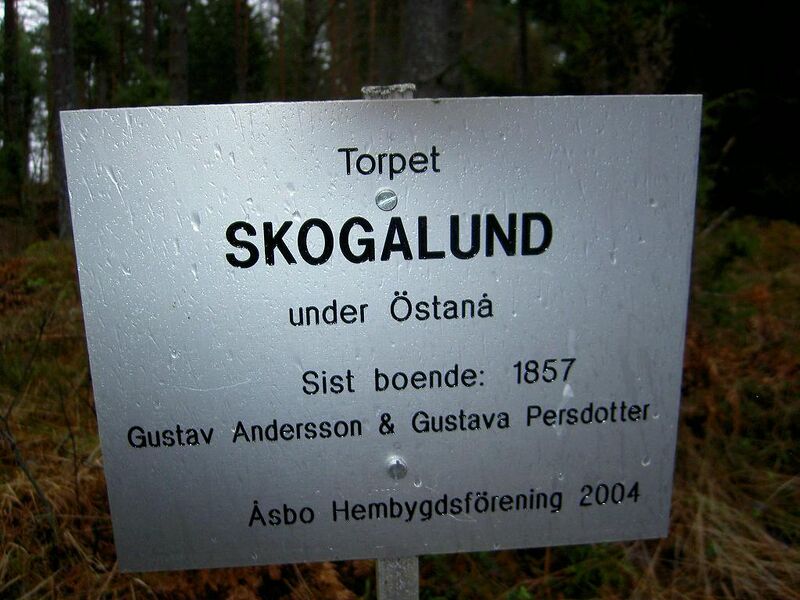 Torpet
SKOGALUND
under Östanå
Sist boende: 1857
Gustav Andersson & Gustava Persdotter
Åsbo Hembygdsförening 2004